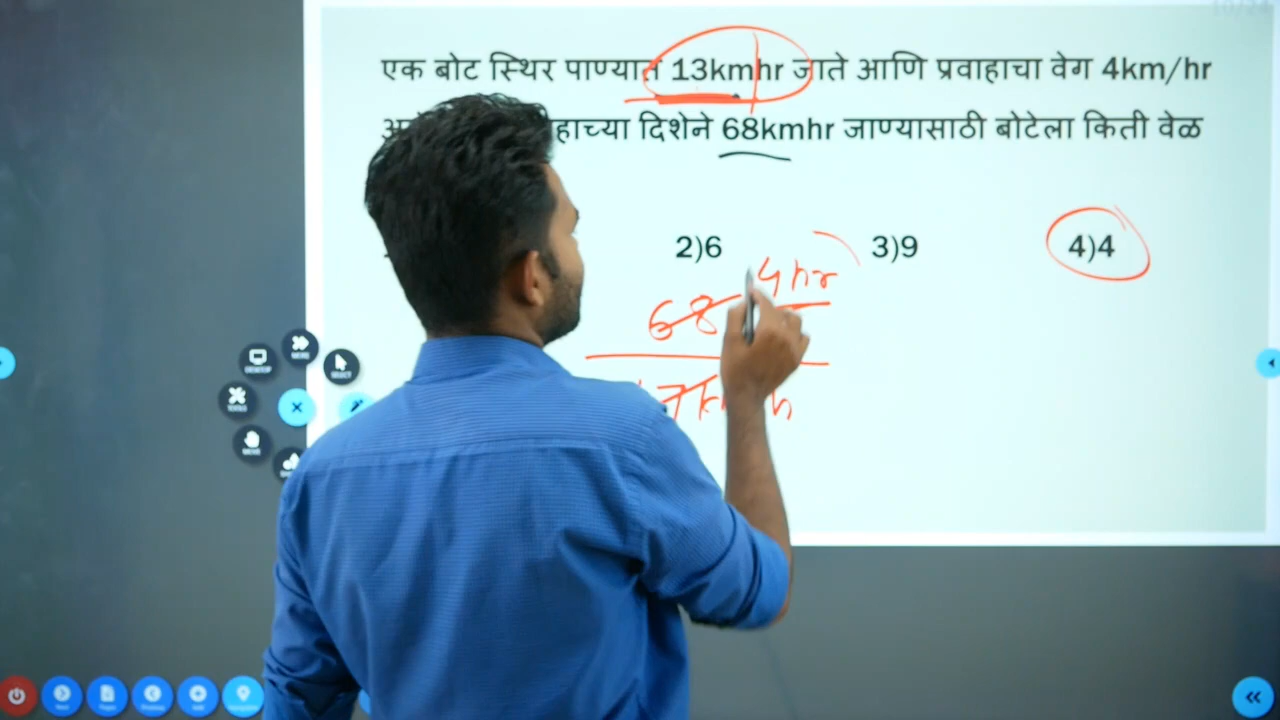 एक बोट स्थिर पाण्यात 13kmhr जाते आणि प्रवाहाचा वेग 4km/hr
दिशेने 68kmhr जाण्यासाठी बोटेला किती वेळ
2)6 3)9 4)4
4hr
68